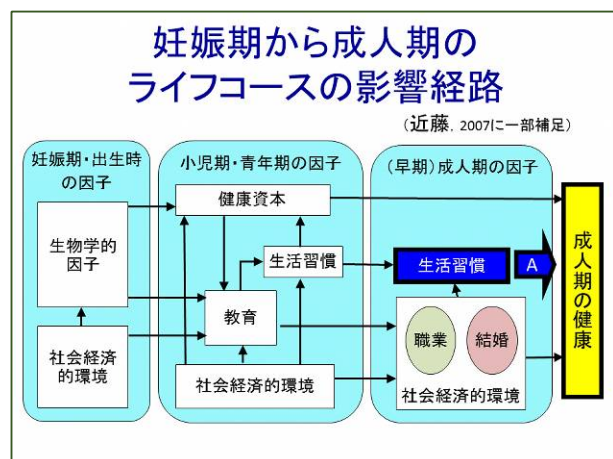 妊娠期から成人期の
ライフコースの影響経路
（近藤，2007に一部補足）
妊娠期・出生時
の因子
生物学的
因子
社会経済
的環境
小児期・青年期の因子
健康資本
生活習慣
教育
社会経済的環境
（早期）成人期の因子
生活習慣
A
職業
結婚
社会経済的環境
成人期の健康